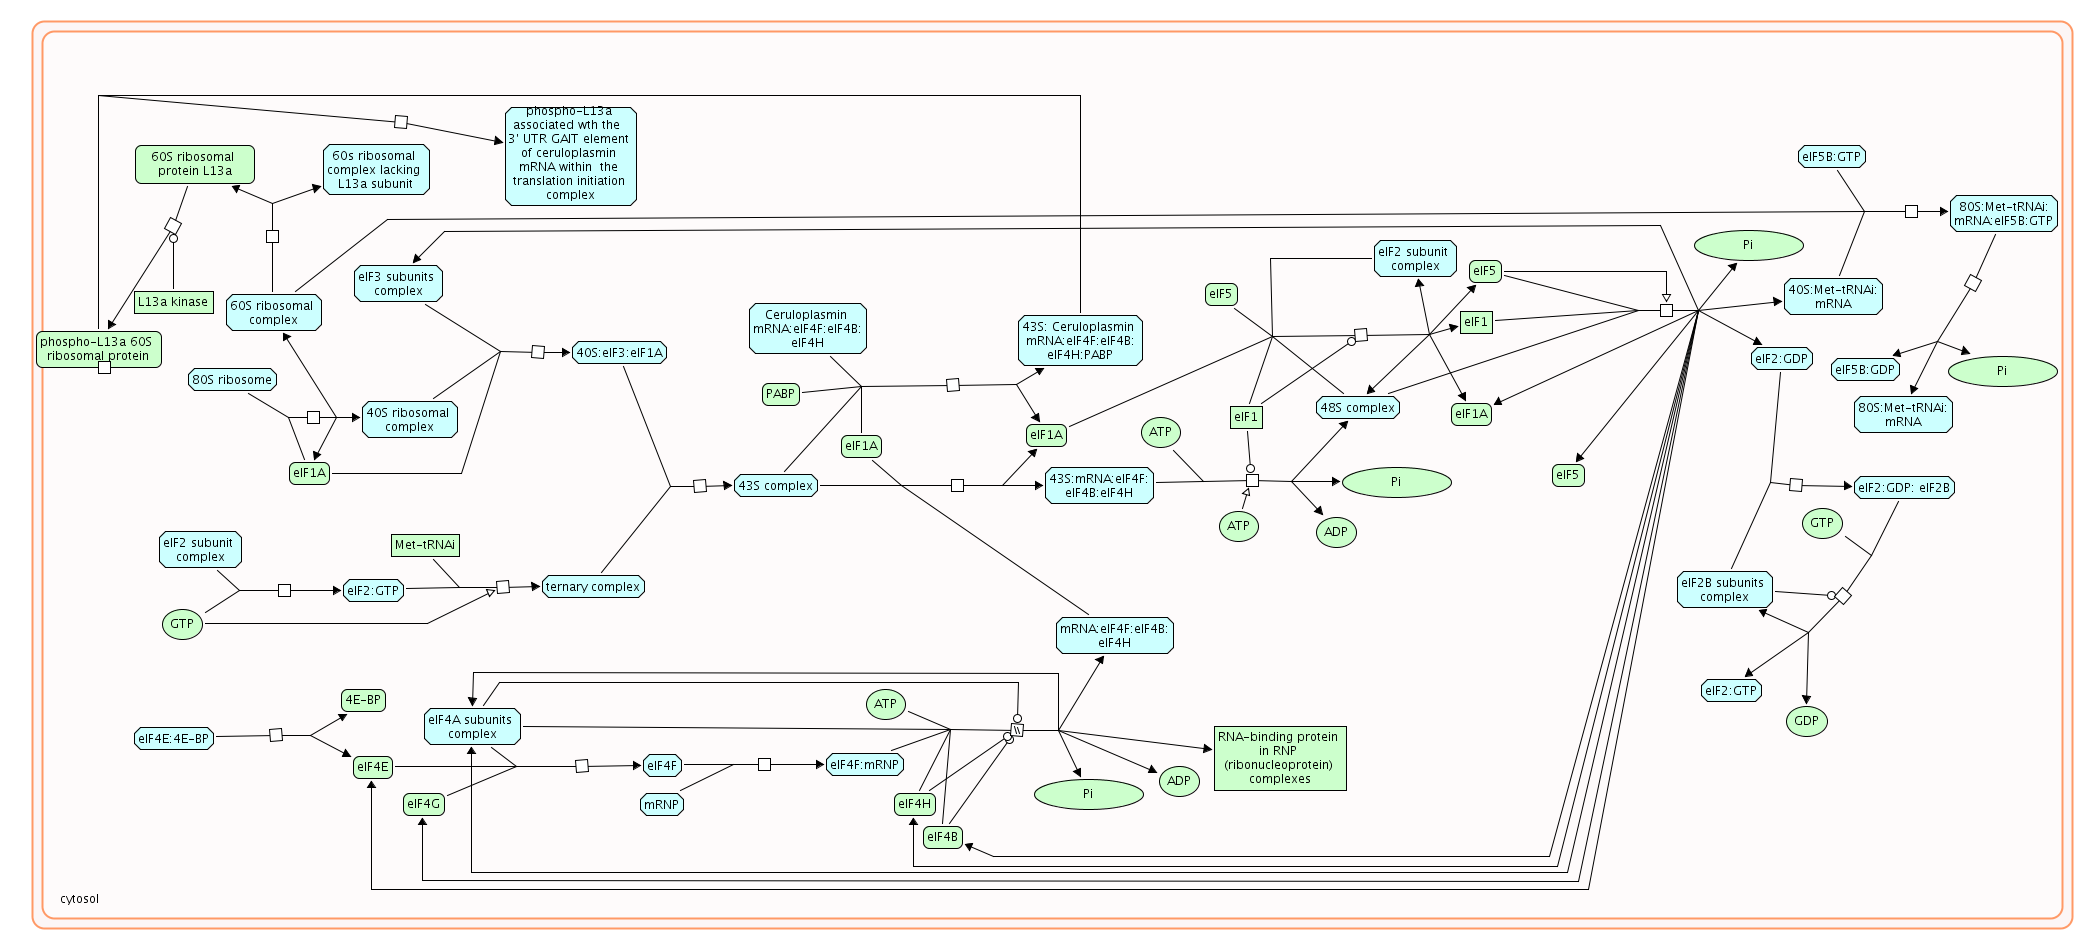 phospho-L13a
associated wth the
3' UTR GAIT element
of ceruloplasmin
mRNA within the
translation initiation
complex
60S ribosomal
protein L13a
60s ribosomal
complex lacking
L13a subunit
eIF5B:GTP
80S:Met-tRNAi:
mRNA:eIF5B:GTP
Pi
eIF2 subunit
complex
eIF5
eIF3 subunits
complex
L13a kinase
60S ribosomal
complex
eIF5
40S:Met-tRNAi:
mRNA
Ceruloplasmin
mRNA:eIF4F:eIF4B:
eIF4H
43S: Ceruloplasmin
mRNA:eIF4F:eIF4B:
eIF4H:PABP
eIF1
phospho-L13a 60S
ribosomal protein
40S:eIF3:eIF1A
eIF2:GDP
eIF5B:GDP
Pi
80S ribosome
PABP
40S ribosomal
complex
eIF1
48S complex
eIF1A
80S:Met-tRNAi:
mRNA
eIF1A
eIF1A
ATP
eIF1A
43S complex
43S:mRNA:eIF4F:
eIF4B:eIF4H
Pi
eIF5
eIF2:GDP: eIF2B
ATP
ADP
GTP
eIF2 subunit
complex
Met-tRNAi
eIF2:GTP
ternary complex
eIF2B subunits
complex
GTP
mRNA:eIF4F:eIF4B:
eIF4H
eIF2:GTP
GDP
4E-BP
ATP
eIF4E:4E-BP
eIF4A subunits
complex
RNA-binding protein
in RNP
(ribonucleoprotein)
complexes
eIF4E
eIF4F
eIF4F:mRNP
ADP
Pi
eIF4G
mRNP
eIF4H
eIF4B
cytosol